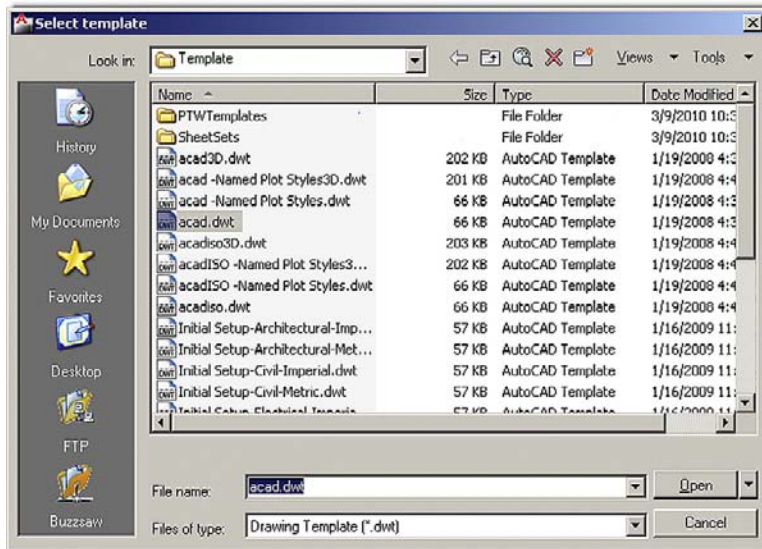 Select template
Look in: Template Views Tools
Name Size Type Date Modified
PTWTemplates File Folder 3/9/2010 10:3
SheetSets File Folder 3/9/2010 10:3
acad3D.dwt 202 KB AutoCAD Template 1/19/2008 4:3
acad -Named Plot Styles3D.dwt 201 KB AutoCAD Template 1/19/2008 4:4
acad -Named Plot Styles.dwt 66 KB AutoCAD Template 1/19/2008 4:3
acad.dwt 66 KB AutoCAD Template 1/19/2008 4:3
acadiso3D.dwt 203 KB AutoCAD Template 1/19/2008 4:4
acadISO -Named Plot Styles3... 202 KB AutoCAD Template 1/19/2008 4:4
acadISO -Named Plot Styles.dwt 66 KB AutoCAD Template 1/19/2008 4:4
acadiso.dwt 66 KB AutoCAD Template 1/19/2008 4:4
Initial Setup-Architectural-Imp... 57 KB AutoCAD Template 1/16/2009 11:
Initial Setup-Architectural-Met... 57 KB AutoCAD Template 1/16/2009 11:
Initial Setup-Civil-Imperial.dwt 57 KB AutoCAD Template 1/16/2009 11:
Initial Setup-Civil-Metric.dwt 57 KB AutoCAD Template 1/16/2009 11:
History
My Documents
Favorites
Desktop
FTP
Buzzsaw
File name: acad.dwt Open
Files of type: Drawing Template (*.dwt) Cancel